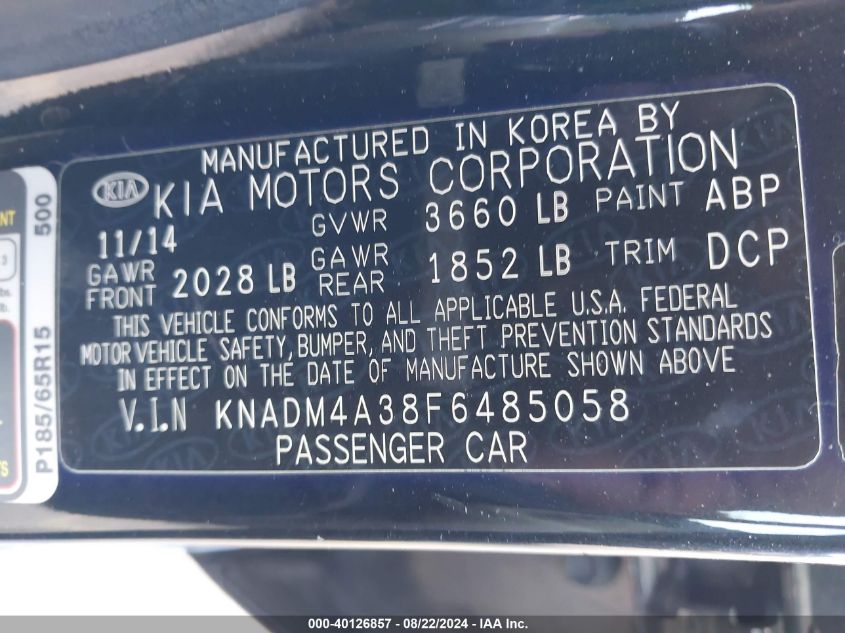 MANUFACTURED IN KOREA BY
KIA KIA MOTORS CORPORATION
11/14 GVWR 3660 LB PAINT ABP
GAWR FRONT 2028 LB GAWR REAR 1852 LB TRIM DCP
THIS VEHICLE CONFORMS TO ALL APPLICABLE U.S.A. FEDERAL
MOTOR VEHICLE SAFETY, BUMPER, AND THEFT PREVENTION STANDARDS
IN EFFECT ON THE DATE OF MANUFACTURE SHOWN ABOVE
V.I.N KNADM4A38F6485058
PASSENGER CAR
P185/65R15 500
000-40126857 - 08/22/2024 - IAAI.COM